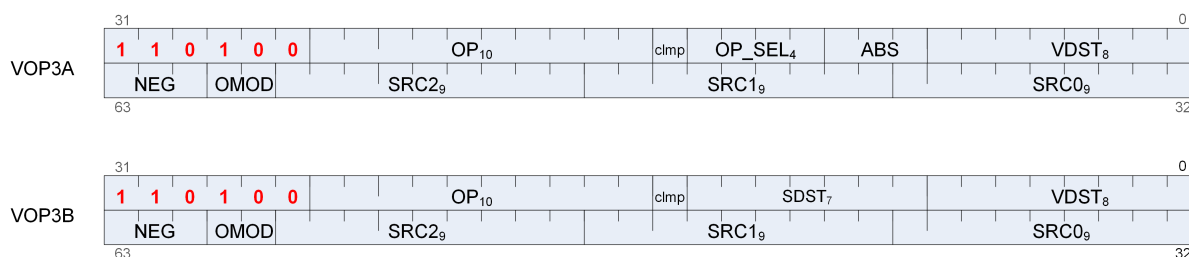 31 0
VOP3A
1 1 0 1 0 0 OP₁₀ clmp OP_SEL₄ ABS VDST₈
NEG OMOD SRC2₉ SRC1₉ SRC0₉
63 32
31 0
VOP3B
1 1 0 1 0 0 OP₁₀ clmp SDST₇ VDST₈
NEG OMOD SRC2₉ SRC1₉ SRC0₉
63 32